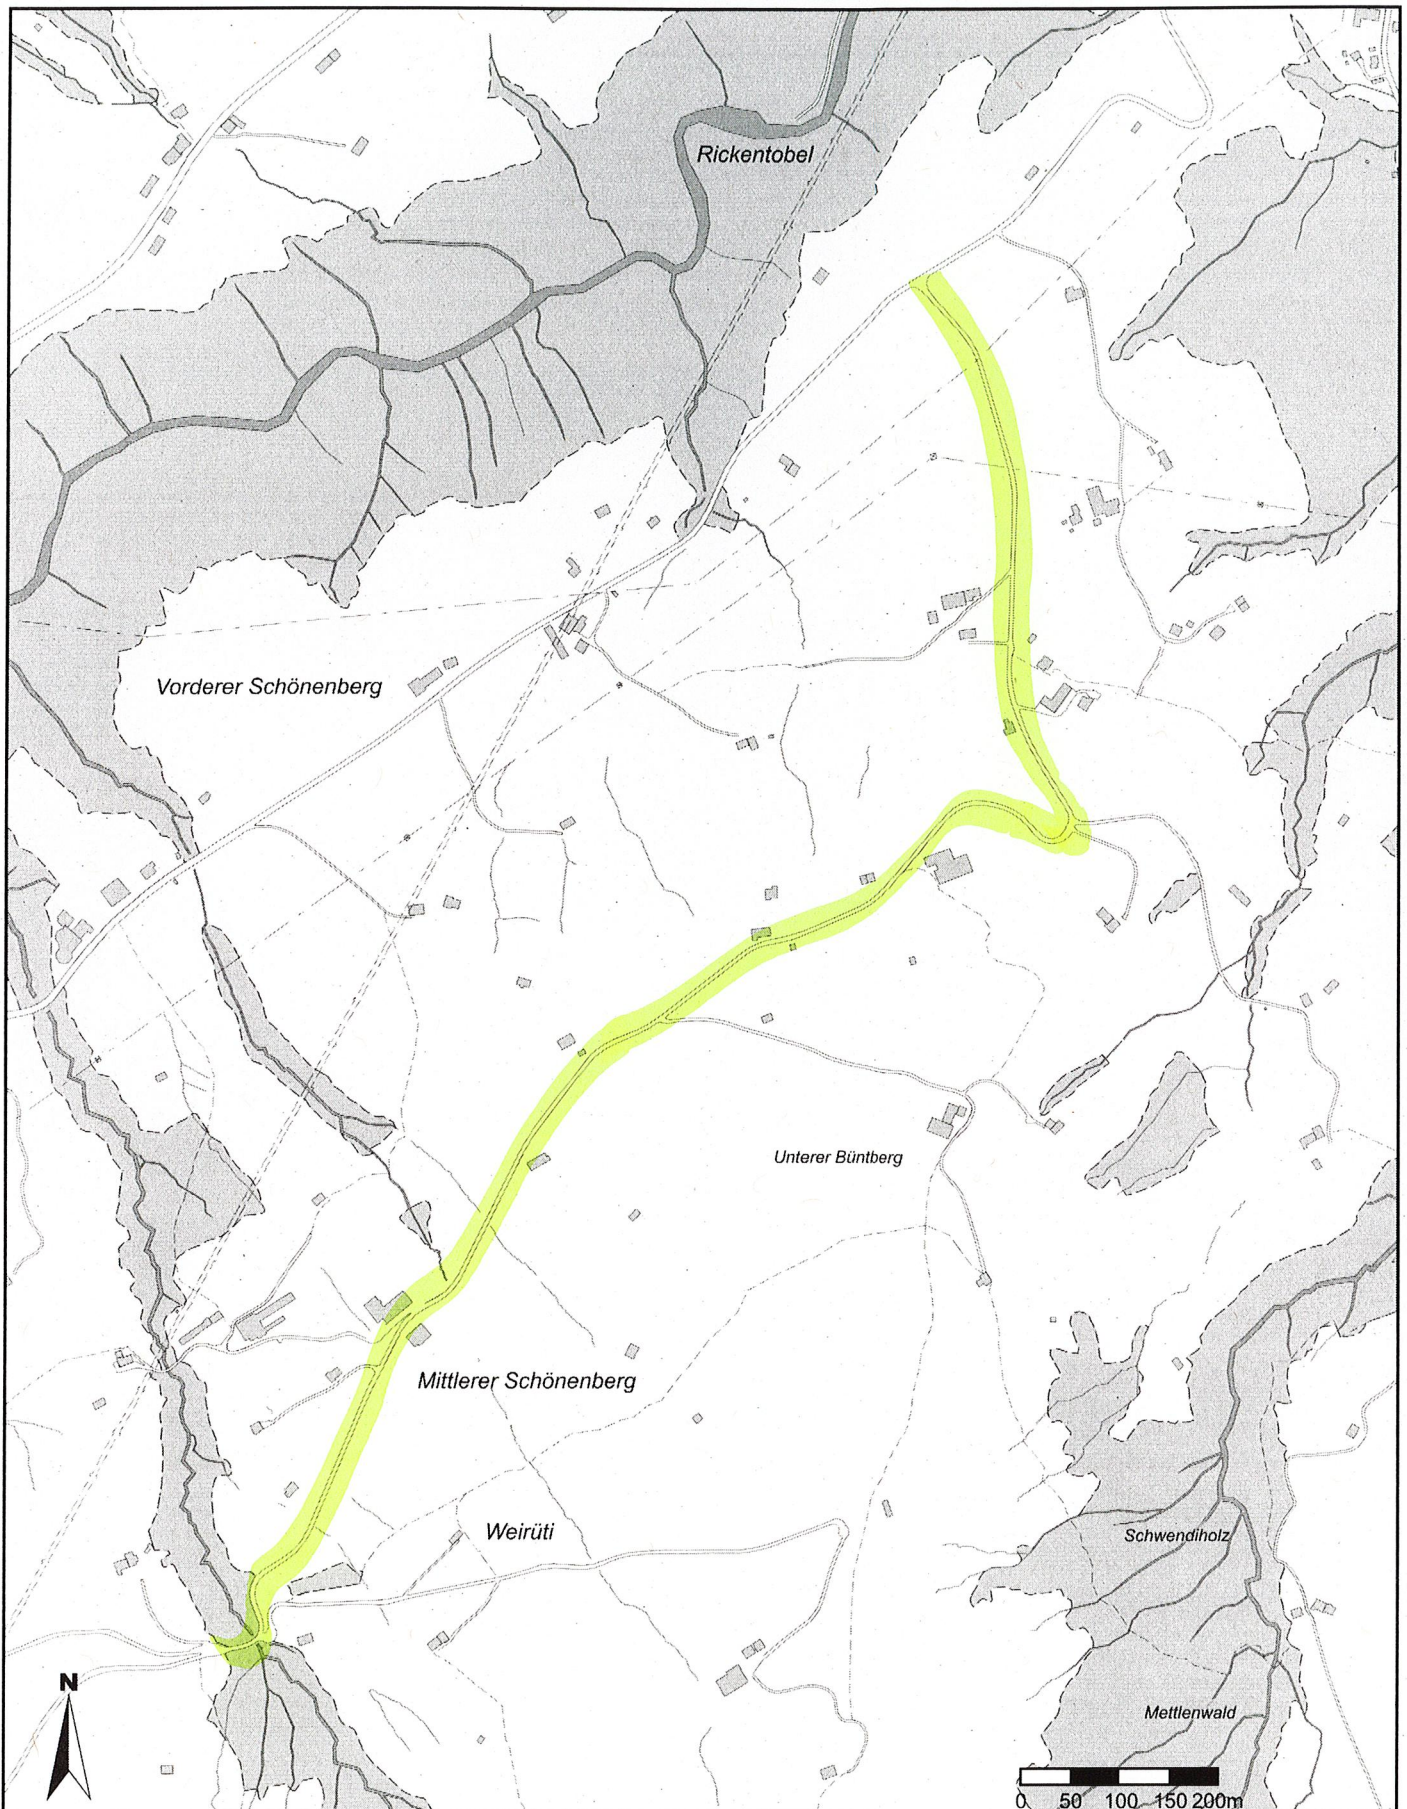 Rickentobel
Vorderer Schönenberg
Unterer Büntberg
Mittlerer Schönenberg
Weirüti
Schwendiholz
N
Mettlenwald
0 50 100 150 200m